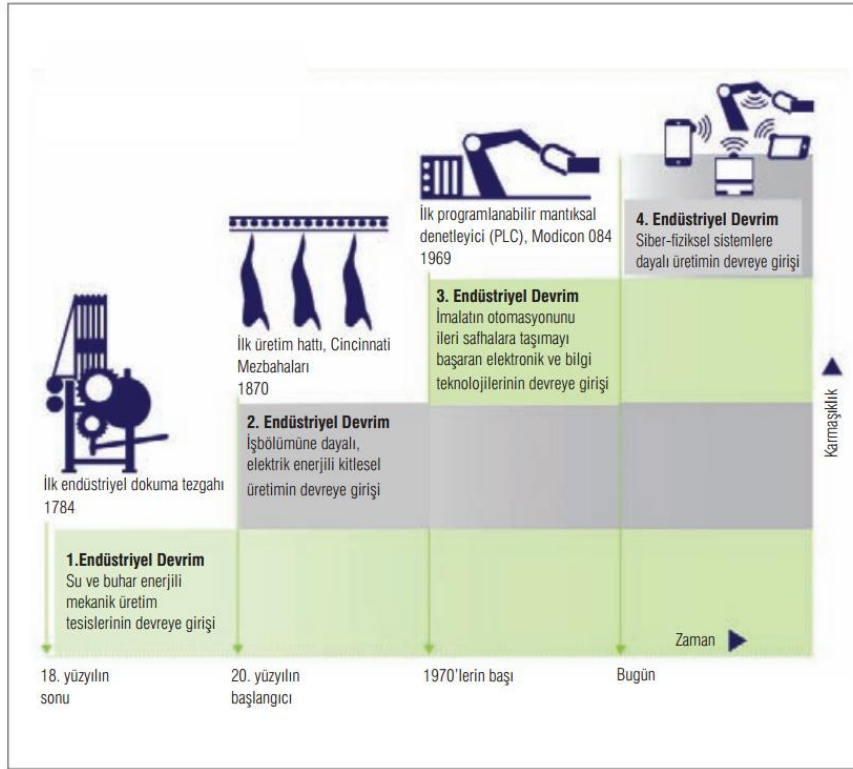 İlk endüstriyel dokuma tezgahı
1784
1.Endüstriyel Devrim
Su ve buhar enerjili
mekanik üretim
tesislerinin devreye girişi
18. yüzyılın
sonu
İlk üretim hattı, Cincinnati
Mezbahaları
1870
2. Endüstriyel Devrim
İşbölümüne dayalı,
elektrik enerjili kitlesel
üretimin devreye girişi
20. yüzyılın
başlangıcı
İlk programlanabilir mantıksal
denetleyici (PLC), Modicon 084
1969
3. Endüstriyel Devrim
İmalatın otomasyonunu
ileri safhalara taşımayı
başaran elektronik ve bilgi
teknolojilerinin devreye girişi
1970'lerin başı
4. Endüstriyel Devrim
Siber-fiziksel sistemlere
dayalı üretimin devreye girişi
Bugün
Zaman
Karmaşıklık